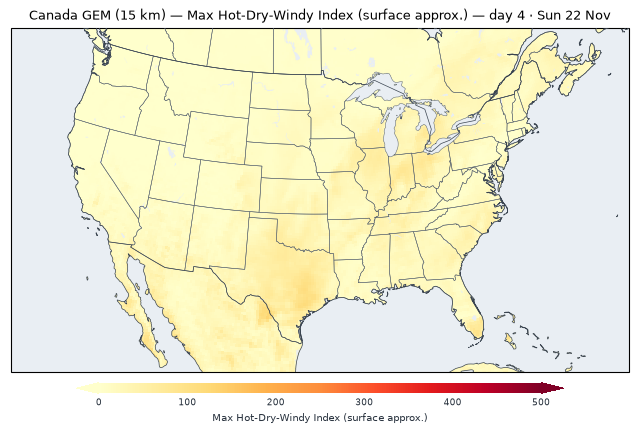 Canada GEM (15 km) — Max Hot-Dry-Windy Index (surface approx.) — day 4 · Sun 22 Nov
0 100 200 300 400 500
Max Hot-Dry-Windy Index (surface approx.)